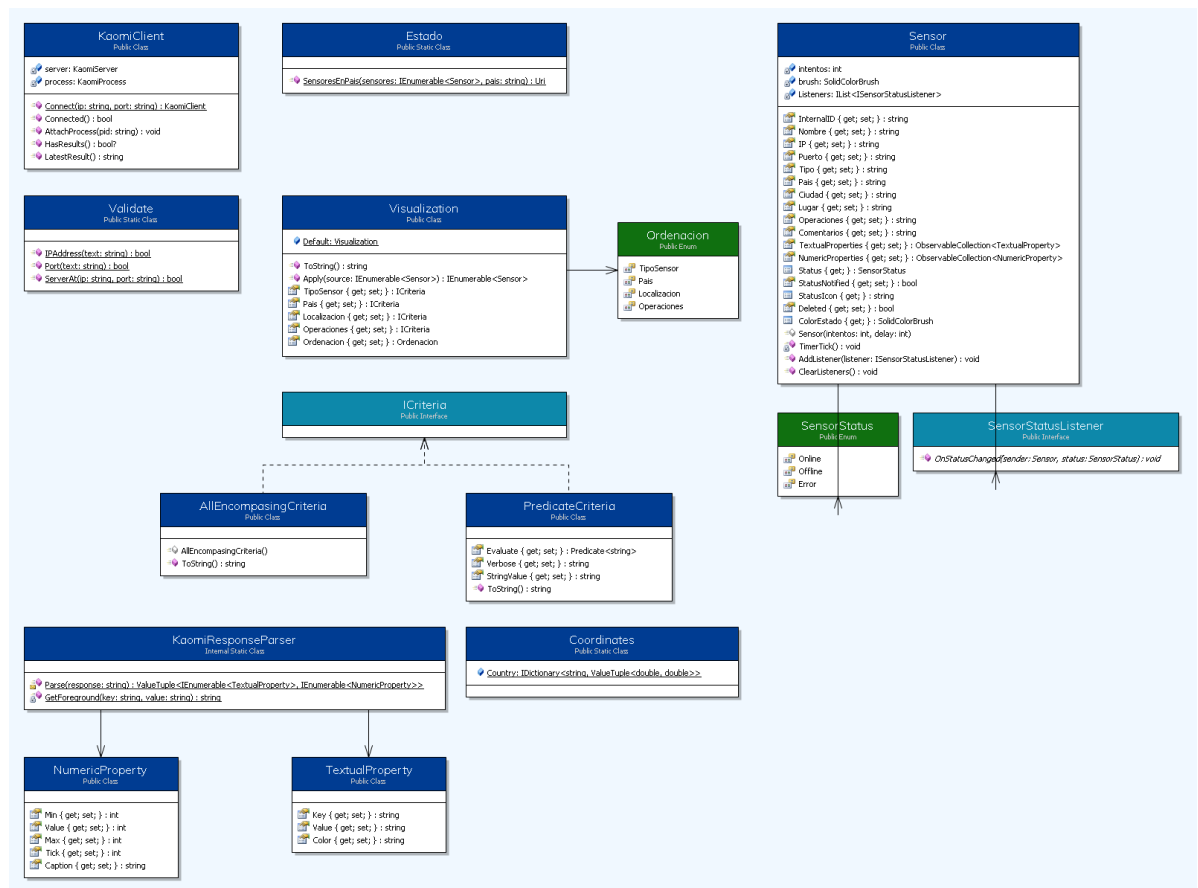 KaomiClient
Public Class
server: KaomiServer
process: KaomiProcess
Connect(ip: string, port: string) : KaomiClient
Connected() : bool
AttachProcess(pid: string) : void
HasResults() : bool?
LatestResult() : string
Estado
Public Static Class
SensoresEnPais(sensores: IEnumerable<Sensor>, pais: string) : Uri
Sensor
Public Class
intentos: int
brush: SolidColorBrush
Listeners: IList<ISensorStatusListener>
InternalID { get; set; } : string
Nombre { get; set; } : string
IP { get; set; } : string
Puerto { get; set; } : string
Tipo { get; set; } : string
Pais { get; set; } : string
Ciudad { get; set; } : string
Lugar { get; set; } : string
Operaciones { get; set; } : string
Comentarios { get; set; } : string
TextualProperties { get; set; } : ObservableCollection<TextualProperty>
NumericProperties { get; set; } : ObservableCollection<NumericProperty>
Status { get; } : SensorStatus
StatusNotified { get; set; } : bool
StatusIcon { get; } : string
Deleted { get; set; } : bool
ColorEstado { get; } : SolidColorBrush
Sensor(intentos: int, delay: int)
TimerTick() : void
AddListener(listener: ISensorStatusListener) : void
ClearListeners() : void
Validate
Public Static Class
IPAddress(text: string) : bool
Port(text: string) : bool
ServerAt(ip: string, port: string) : bool
Visualization
Public Class
Default: Visualization
ToString() : string
Apply(source: IEnumerable<Sensor>) : IEnumerable<Sensor>
TipoSensor { get; set; } : ICriteria
Pais { get; set; } : ICriteria
Localizacion { get; set; } : ICriteria
Operaciones { get; set; } : ICriteria
Ordenacion { get; set; } : Ordenacion
Ordenacion
Public Enum
TipoSensor
Pais
Localizacion
Operaciones
ICriteria
Public Interface
SensorStatus
Public Enum
Online
Offline
Error
SensorStatusListener
Public Interface
OnStatusChanged(sender: Sensor, status: SensorStatus) : void
AllEncompasingCriteria
Public Class
AllEncompasingCriteria()
ToString() : string
PredicateCriteria
Public Class
Evaluate { get; set; } : Predicate<string>
Verbose { get; set; } : string
StringValue { get; set; } : string
ToString() : string
KaomiResponseParser
Internal Static Class
Parse(response: string) : ValueTuple<IEnumerable<TextualProperty>, IEnumerable<NumericProperty>>
GetForeground(key: string, value: string) : string
Coordinates
Public Static Class
Country: IDictionary<string, ValueTuple<double, double>>
NumericProperty
Public Class
Min { get; set; } : int
Value { get; set; } : int
Max { get; set; } : int
Tick { get; set; } : int
Caption { get; set; } : string
TextualProperty
Public Class
Key { get; set; } : string
Value { get; set; } : string
Color { get; set; } : string